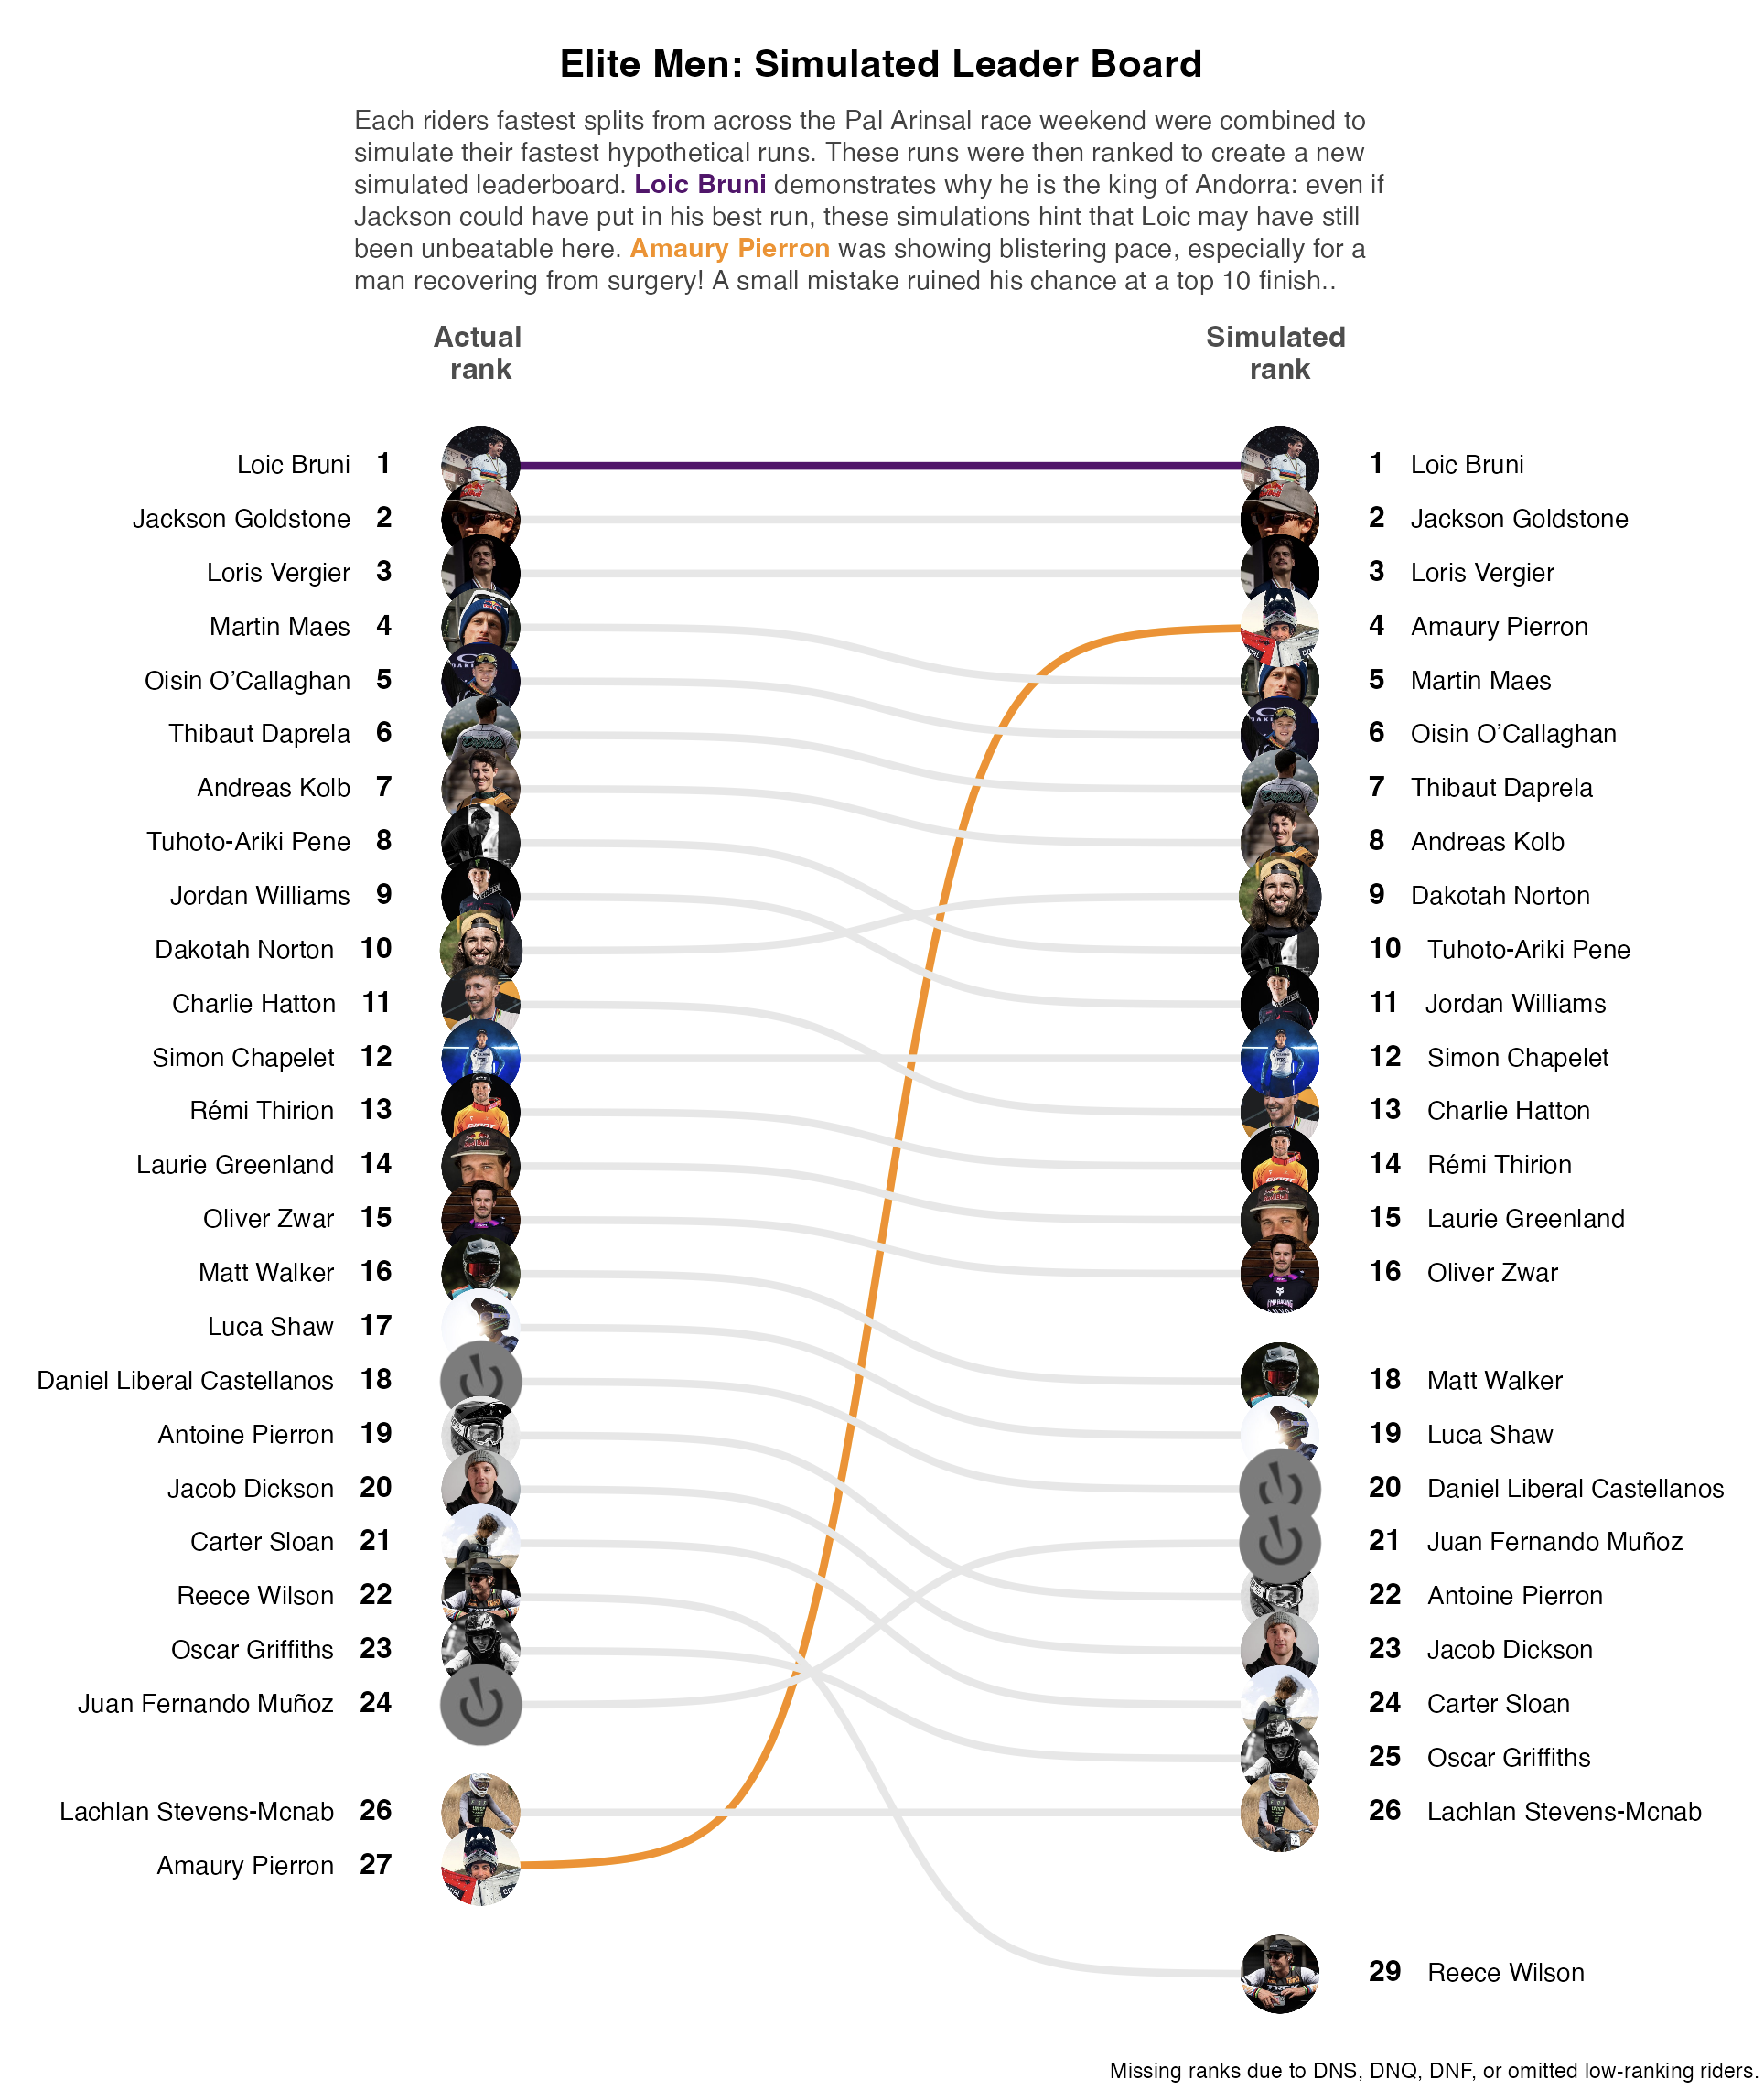 Elite Men: Simulated Leader Board
Each riders fastest splits from across the Pal Arinsal race weekend were combined to
simulate their fastest hypothetical runs. These runs were then ranked to create a new
simulated leaderboard. Loic Bruni demonstrates why he is the king of Andorra: even if
Jackson could have put in his best run, these simulations hint that Loic may have still
been unbeatable here. Amaury Pierron was showing blistering pace, especially for a
man recovering from surgery! A small mistake ruined his chance at a top 10 finish..
Actual rank
Simulated rank
Loic Bruni 1 1 Loic Bruni
Jackson Goldstone 2 2 Jackson Goldstone
Loris Vergier 3 3 Loris Vergier
Martin Maes 4 4 Amaury Pierron
Oisin O’Callaghan 5 5 Martin Maes
Thibaut Daprela 6 6 Oisin O’Callaghan
Andreas Kolb 7 7 Thibaut Daprela
Tuhoto-Ariki Pene 8 8 Andreas Kolb
Jordan Williams 9 9 Dakotah Norton
Dakotah Norton 10 10 Tuhoto-Ariki Pene
Charlie Hatton 11 11 Jordan Williams
Simon Chapelet 12 12 Simon Chapelet
Rémi Thirion 13 13 Charlie Hatton
Laurie Greenland 14 14 Rémi Thirion
Oliver Zwar 15 15 Laurie Greenland
Matt Walker 16 16 Oliver Zwar
Luca Shaw 17
Daniel Liberal Castellanos 18 18 Matt Walker
Antoine Pierron 19 19 Luca Shaw
Jacob Dickson 20 20 Daniel Liberal Castellanos
Carter Sloan 21 21 Juan Fernando Muñoz
Reece Wilson 22 22 Antoine Pierron
Oscar Griffiths 23 23 Jacob Dickson
Juan Fernando Muñoz 24 24 Carter Sloan
25 Oscar Griffiths
Lachlan Stevens-Mcnab 26 26 Lachlan Stevens-Mcnab
Amaury Pierron 27
29 Reece Wilson
Missing ranks due to DNS, DNQ, DNF, or omitted low-ranking riders.